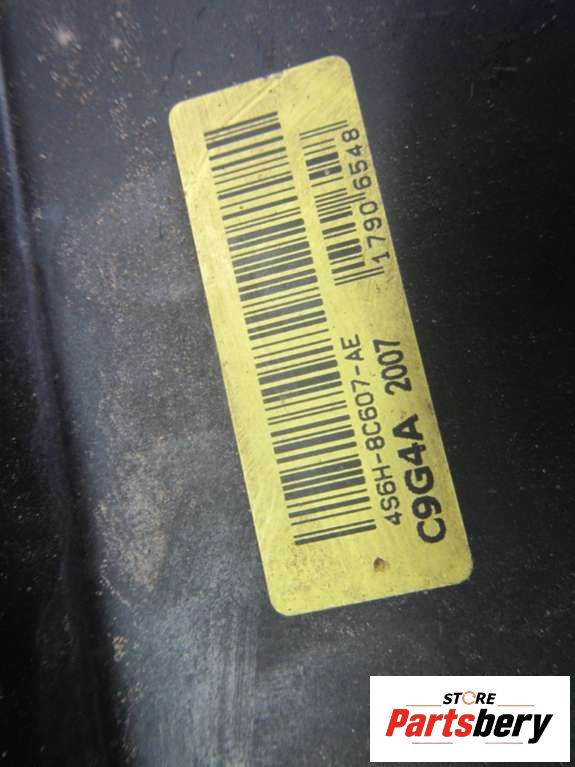 1790 6548
4S6H-8C607-AE
C9G4A 2007
STORE
Partsbery